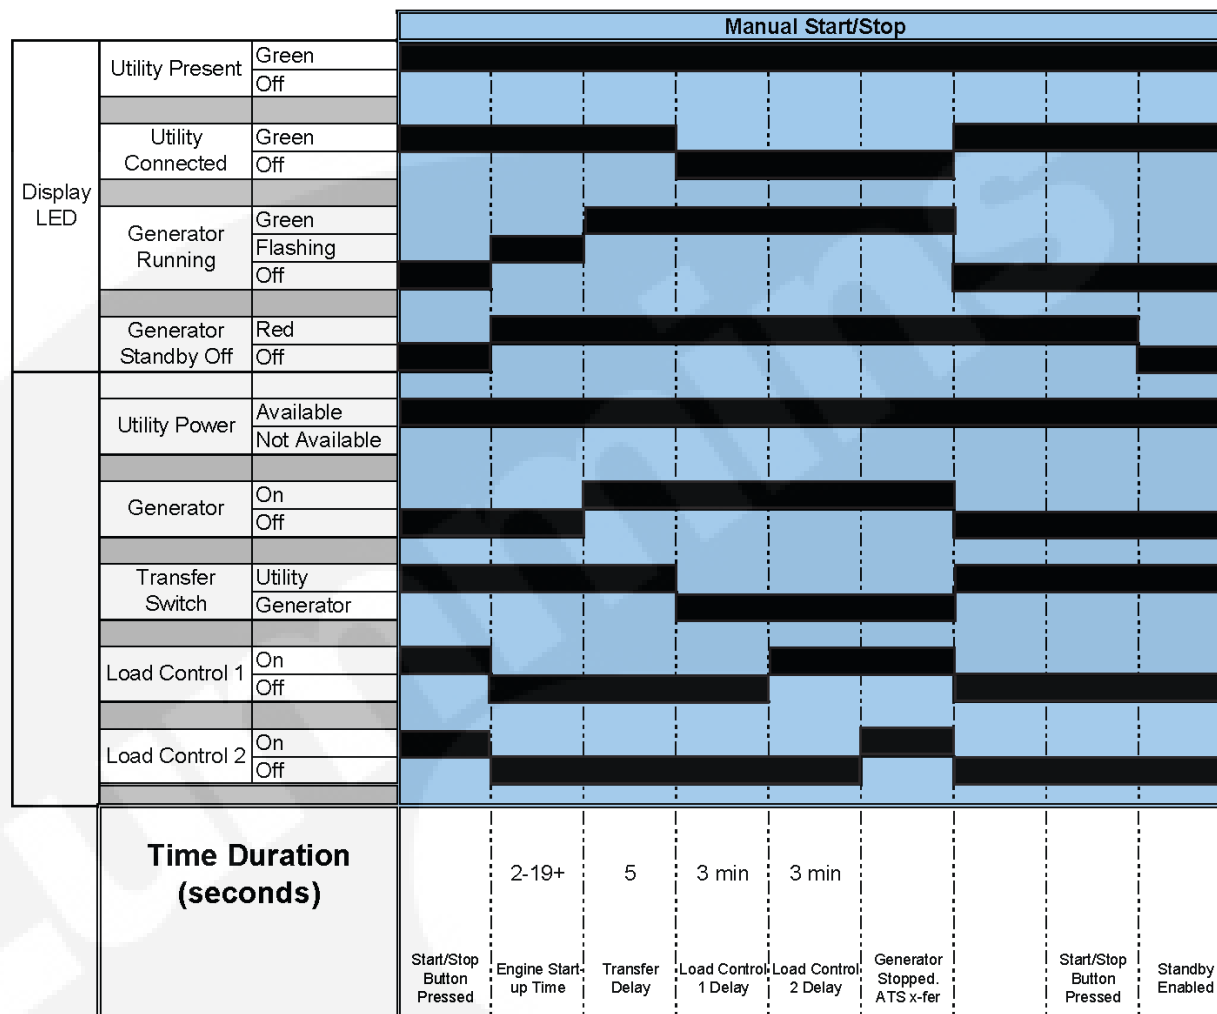 Manual Start/Stop
Display
LED
Utility Present
Green
Off
Utility
Connected
Green
Off
Generator
Running
Green
Flashing
Off
Generator
Standby Off
Red
Off
Utility Power
Available
Not Available
Generator
On
Off
Transfer
Switch
Utility
Generator
Load Control 1
On
Off
Load Control 2
On
Off
Time Duration
(seconds)
2-19+
5
3 min
3 min
Start/Stop
Button
Pressed
Engine Start-
up Time
Transfer
Delay
Load Control
1 Delay
Load Control
2 Delay
Generator
Stopped.
ATS x-fer
Start/Stop
Button
Pressed
Standby
Enabled
Cummins